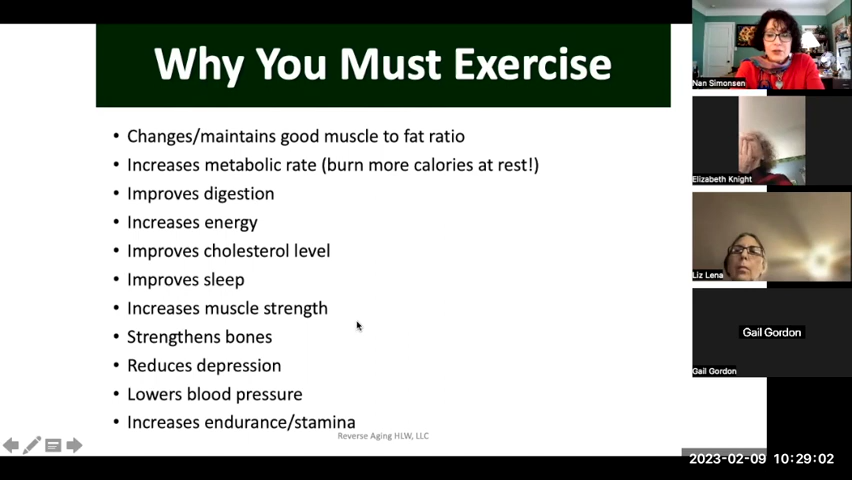 Why You Must Exercise
• Changes/maintains good muscle to fat ratio
• Increases metabolic rate (burn more calories at rest!)
• Improves digestion
• Increases energy
• Improves cholesterol level
• Improves sleep
• Increases muscle strength
• Strengthens bones
• Reduces depression
• Lowers blood pressure
• Increases endurance/stamina
Reverse Aging HLW, LLC
Nan Simonsen
Elizabeth Knight
Liz Lena
Gail Gordon
Gail Gordon
2023-02-09 10:29:02